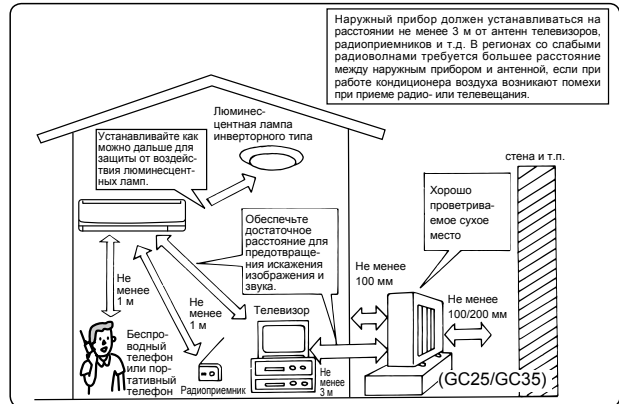 Наружный прибор должен устанавливаться на
расстоянии не менее 3 м от антенн телевизоров,
радиоприемников и т.д. В регионах со слабыми
радиоволнами требуется большее расстояние
между наружным прибором и антенной, если при
работе кондиционера воздуха возникают помехи
при приеме радио- или телевещания.
Люминес-
центная лампа
инверторного типа
Устанавливайте как
можно дальше для
защиты от воздейс-
твия люминесцент-
ных ламп.
стена и т.п.
Хорошо
проветрива-
емое сухое
место
Обеспечьте
достаточное
расстояние для
предотвраще-
ния искажения
изображения и
звука.
Не
менее
1 м
Не
менее
1 м
Телевизор
Не менее
100 мм
Не менее
100/200 мм
Беспро-
водный
телефон
или пор-
тативный
телефон
Радиоприемник
Не
менее
3 м
(GC25/GC35)